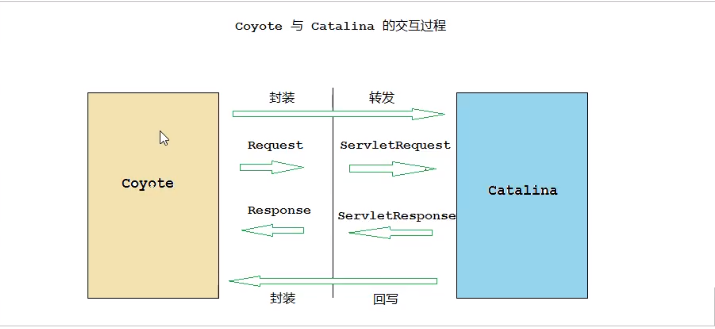 Coyote 与 Catalina 的交互过程
封装 转发
Request ServletRequest
Coyote
Catalina
Response ServletResponse
封装 回写